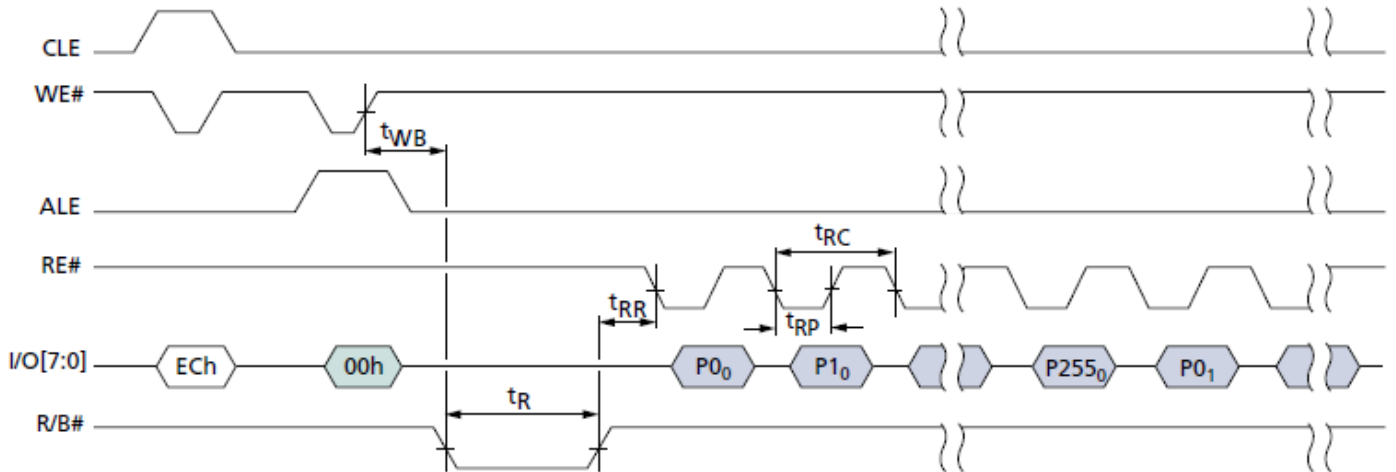 CLE
WE#
tWB
ALE
tRC
RE#
tRR
tRP
I/O[7:0] ECh 00h P00 P10 P2550 P01
tR
R/B#